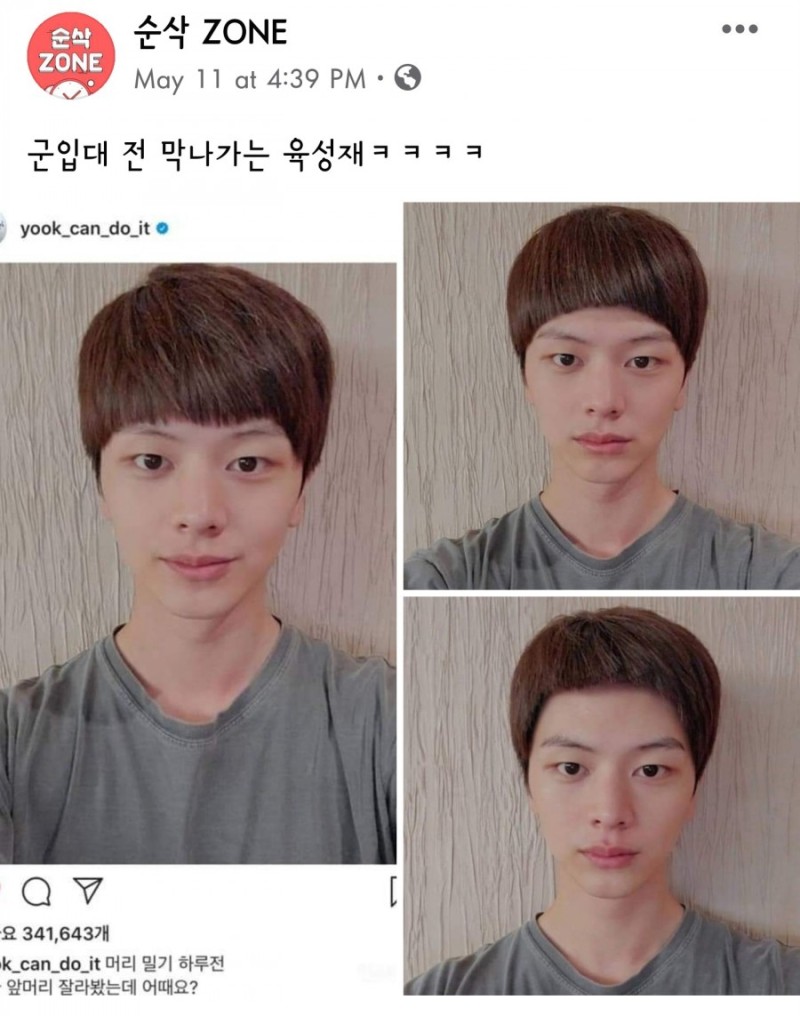 순삭
ZONE
순삭 ZONE
May 11 at 4:39 PM ·
군입대 전 막나가는 육성재ㅋㅋㅋㅋ
yook_can_do_it
요 341,643개
k_can_do_it 머리 밀기 하루전
앞머리 잘라봤는데 어때요?